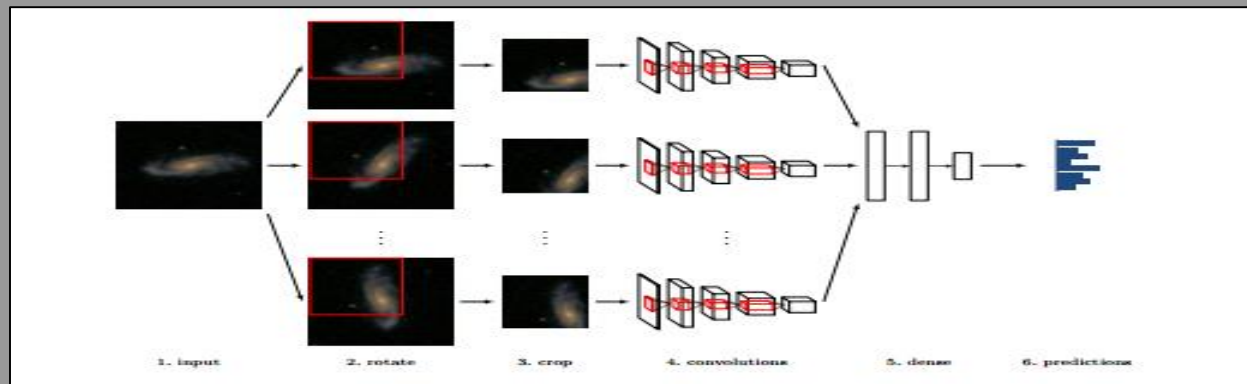 1. input 2. rotate 3. crop 4. convolutions 5. dense 6. predictions